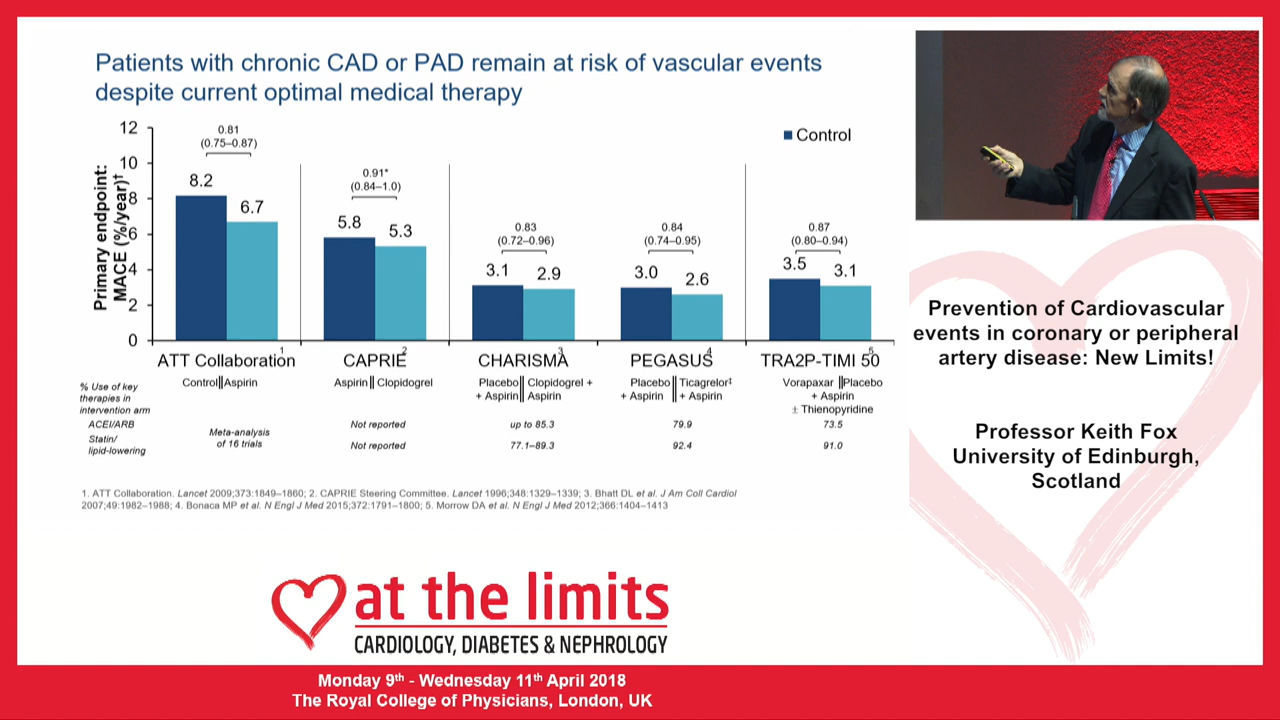 Patients with chronic CAD or PAD remain at risk of vascular events
despite current optimal medical therapy
Primary endpoint:
MACE (%/year)†
12
10
8
6
4
2
0
Control
0.81
(0.75–0.87)
8.2
6.7
0.91*
(0.84–1.0)
5.8
5.3
0.83
(0.72–0.96)
3.1
2.9
0.84
(0.74–0.95)
3.0
2.6
0.87
(0.80–0.94)
3.5
3.1
ATT Collaboration1
CAPRIE2
CHARISMA3
PEGASUS4
TRA2P-TIMI 505
Control Aspirin
Aspirin Clopidogrel
Placebo Clopidogrel +
+ Aspirin Aspirin
Placebo Ticagrelor‡
+ Aspirin + Aspirin
Vorapaxar Placebo
+ Aspirin
± Thienopyridine
% Use of key
therapies in
intervention arm
ACEI/ARB
Statin/
lipid-lowering
Meta-analysis
of 16 trials
Not reported
Not reported
up to 85.3
77.1–89.3
79.9
92.4
73.5
91.0
1. ATT Collaboration. Lancet 2009;373:1849–1860; 2. CAPRIE Steering Committee. Lancet 1996;348:1329–1339; 3. Bhatt DL et al. J Am Coll Cardiol
2007;49:1982–1988; 4. Bonaca MP et al. N Engl J Med 2015;372:1791–1800; 5. Morrow DA et al. N Engl J Med 2012;366:1404–1413
Prevention of Cardiovascular
events in coronary or peripheral
artery disease: New Limits!
Professor Keith Fox
University of Edinburgh,
Scotland
at the limits
CARDIOLOGY, DIABETES & NEPHROLOGY
Monday 9th - Wednesday 11th April 2018
The Royal College of Physicians, London, UK